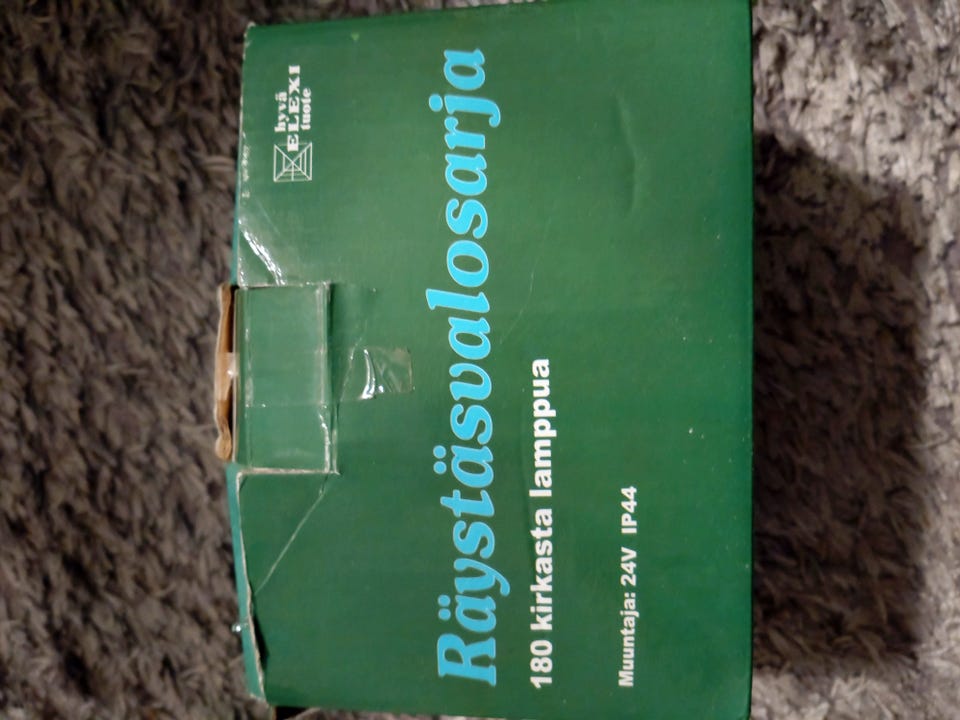 hyvä
ELEXI
tuote
Räystäsvalosarja
180 kirkasta lamppua
Muuntaja: 24V IP44